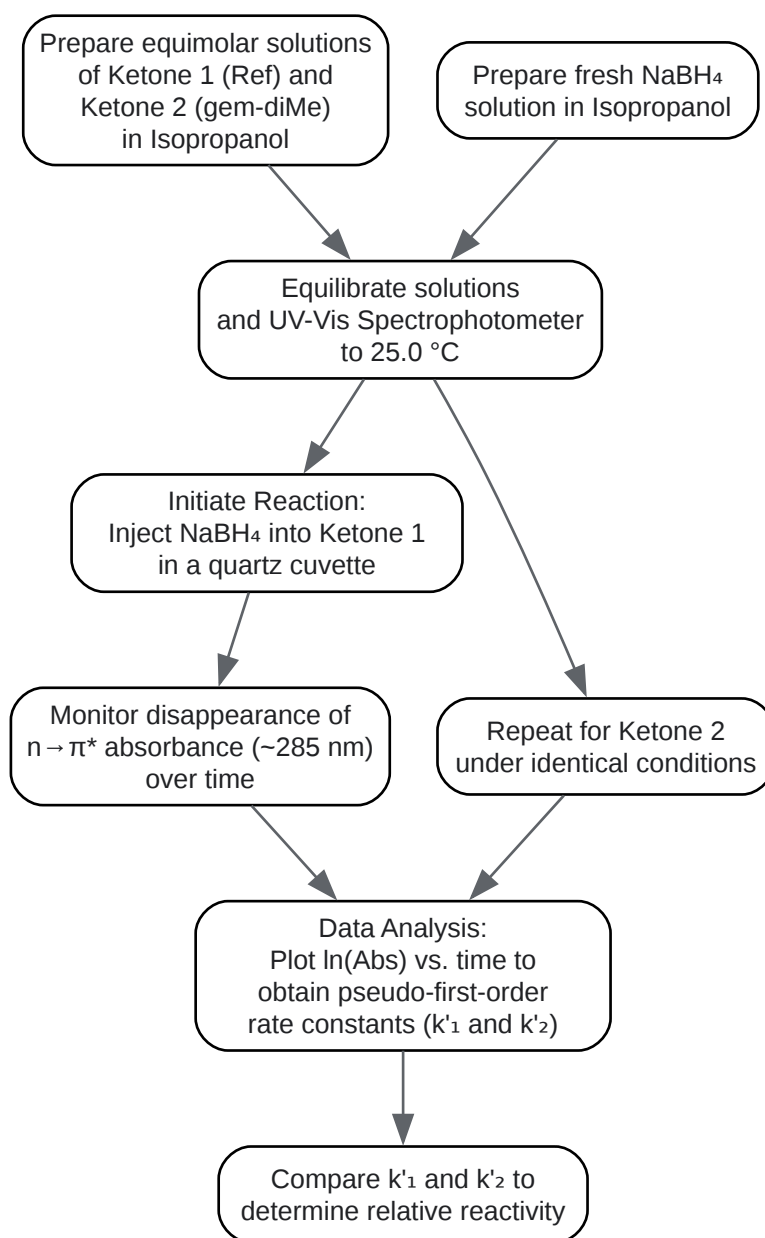 Prepare equimolar solutions
of Ketone 1 (Ref) and
Ketone 2 (gem-diMe)
in Isopropanol
Prepare fresh NaBH₄
solution in Isopropanol
Equilibrate solutions
and UV-Vis Spectrophotometer
to 25.0 °C
Initiate Reaction:
Inject NaBH₄ into Ketone 1
in a quartz cuvette
Monitor disappearance of
n→π* absorbance (~285 nm)
over time
Repeat for Ketone 2
under identical conditions
Data Analysis:
Plot ln(Abs) vs. time to
obtain pseudo-first-order
rate constants (k'₁ and k'₂)
Compare k'₁ and k'₂ to
determine relative reactivity